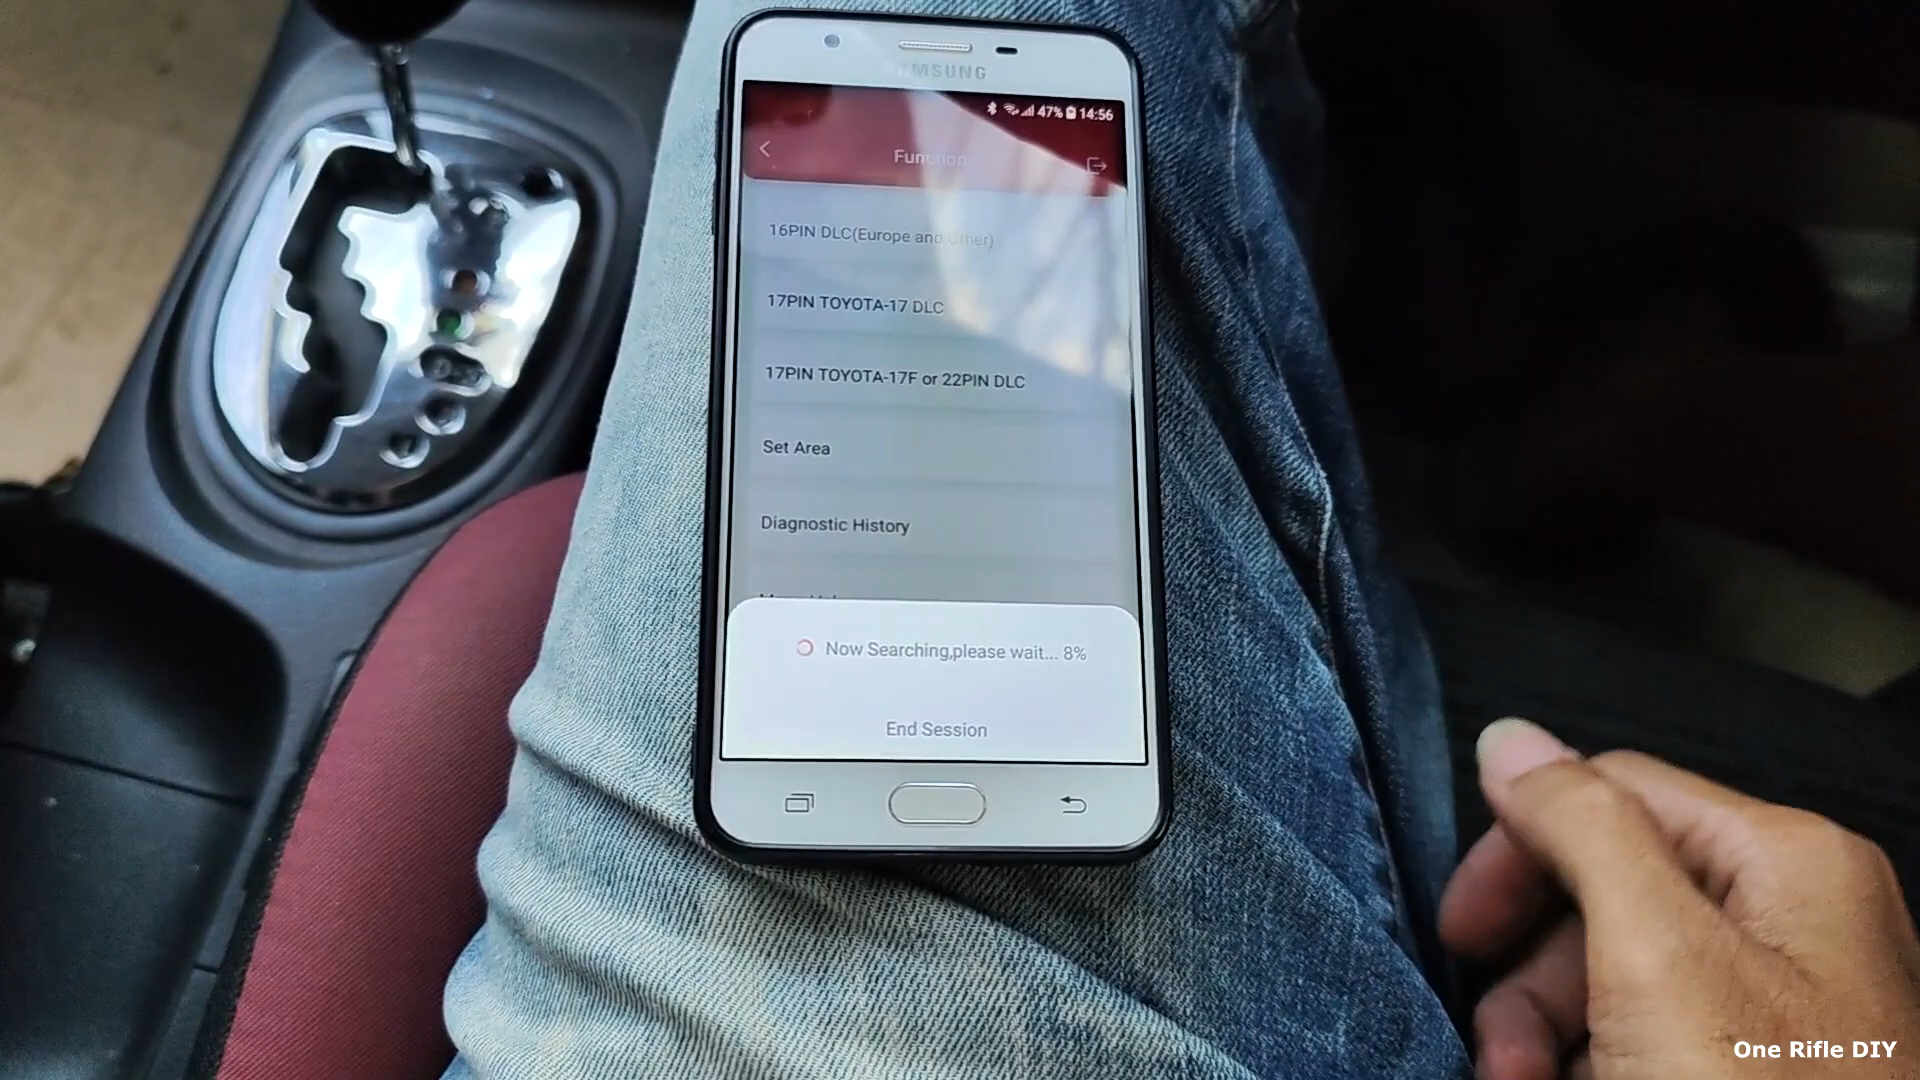 SAMSUNG
47% 14:56
Function
16PIN DLC(Europe and Other)
17PIN TOYOTA-17 DLC
17PIN TOYOTA-17F or 22PIN DLC
Set Area
Diagnostic History
Now Searching,please wait... 8%
End Session
One Rifle DIY